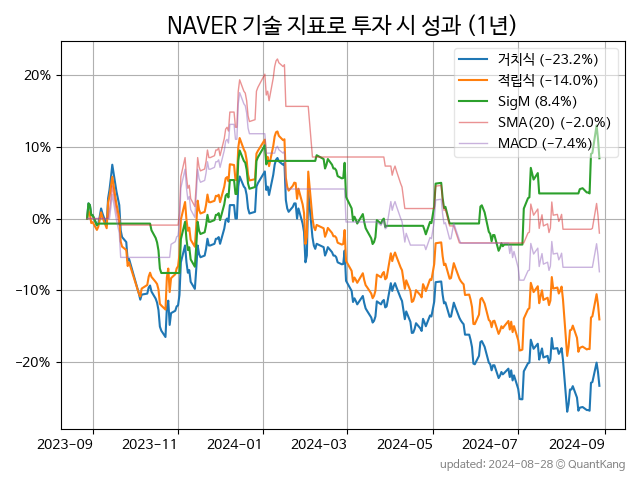 NAVER 기술 지표로 투자 시 성과 (1년)
거치식 (−23.2%)
적립식 (−14.0%)
SigM (8.4%)
SMA(20) (−2.0%)
MACD (−7.4%)
20%
10%
0%
−10%
−20%
2023-09 2023-11 2024-01 2024-03 2024-05 2024-07 2024-09
updated: 2024-08-28 © QuantKang